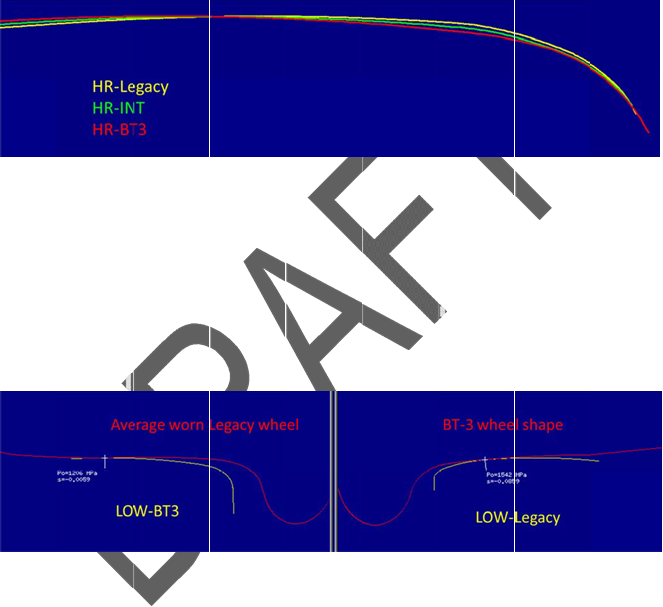 HR-Legacy
HR-INT
HR-BT3
DRAFT
Average worn Legacy wheel
BT-3 wheel shape
Po=1206 MPa
s=-0.0059
Po=1542 MPa
s=-0.0859
LOW-BT3
LOW-Legacy